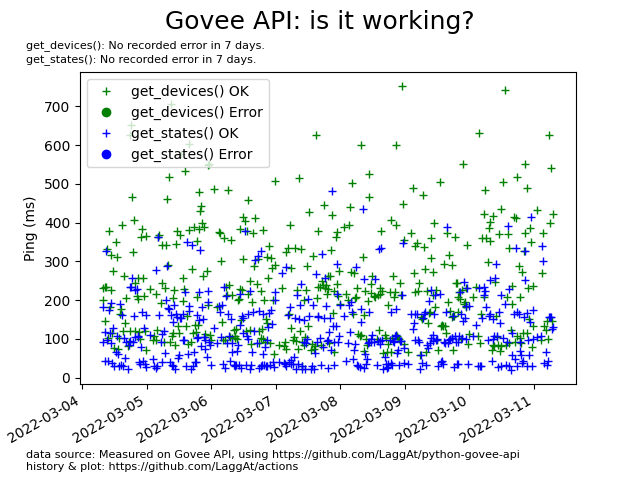 Govee API: is it working?
get_devices(): No recorded error in 7 days.
get_states(): No recorded error in 7 days.
get_devices() OK
get_devices() Error
get_states() OK
get_states() Error
Ping (ms)
700
600
500
400
300
200
100
0
2022-03-04
2022-03-05
2022-03-06
2022-03-07
2022-03-08
2022-03-09
2022-03-10
2022-03-11
data source: Measured on Govee API, using https://github.com/LaggAt/python-govee-api
history & plot: https://github.com/LaggAt/actions